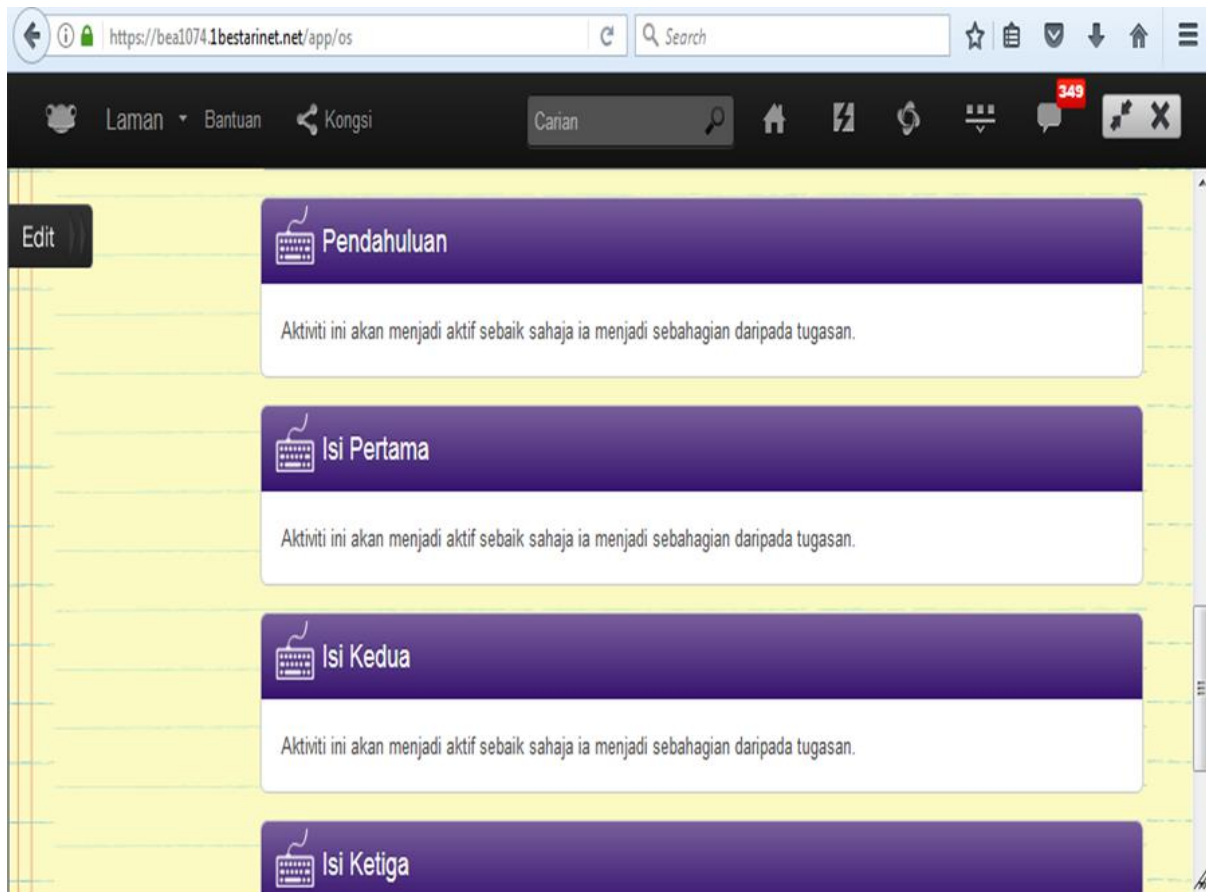 https://bea1074.1bestarinet.net/app/os
Search
Laman Bantuan Kongsi Carian 349
Edit
Pendahuluan
Aktiviti ini akan menjadi aktif sebaik sahaja ia menjadi sebahagian daripada tugasan.
Isi Pertama
Aktiviti ini akan menjadi aktif sebaik sahaja ia menjadi sebahagian daripada tugasan.
Isi Kedua
Aktiviti ini akan menjadi aktif sebaik sahaja ia menjadi sebahagian daripada tugasan.
Isi Ketiga